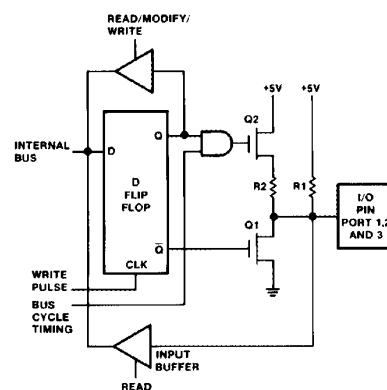 READ/MODIFY/
WRITE
+5V
+5V
Q2
INTERNAL
BUS
D
Q
D
FLIP
FLOP
R2
R1
I/O
PIN
PORT 1,2
AND 3
Q1
Q̅
CLK
WRITE
PULSE
BUS
CYCLE
TIMING
INPUT
BUFFER
READ